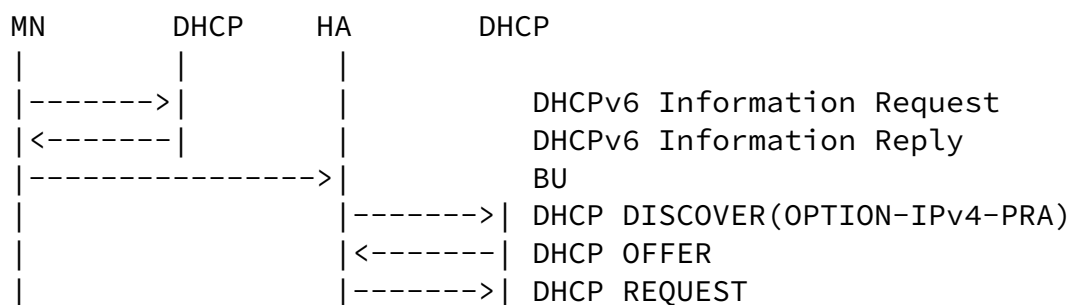 MN        DHCP    HA       DHCP
|         |        |
|------->|         |          DHCPv6 Information Request
|<-------|         |          DHCPv6 Information Reply
|---------------->|           BU
|                  |------->| DHCP DISCOVER(OPTION-IPv4-PRA)
|                  |<-------| DHCP OFFER
|                  |------->| DHCP REQUEST